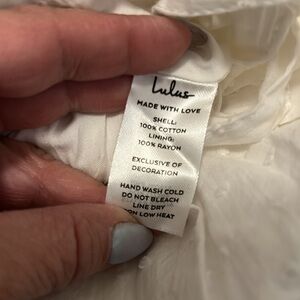 Lulus
MADE WITH LOVE
SHELL:
100% COTTON
LINING:
100% RAYON
EXCLUSIVE OF
DECORATION
HAND WASH COLD
DO NOT BLEACH
LINE DRY
ON LOW HEAT